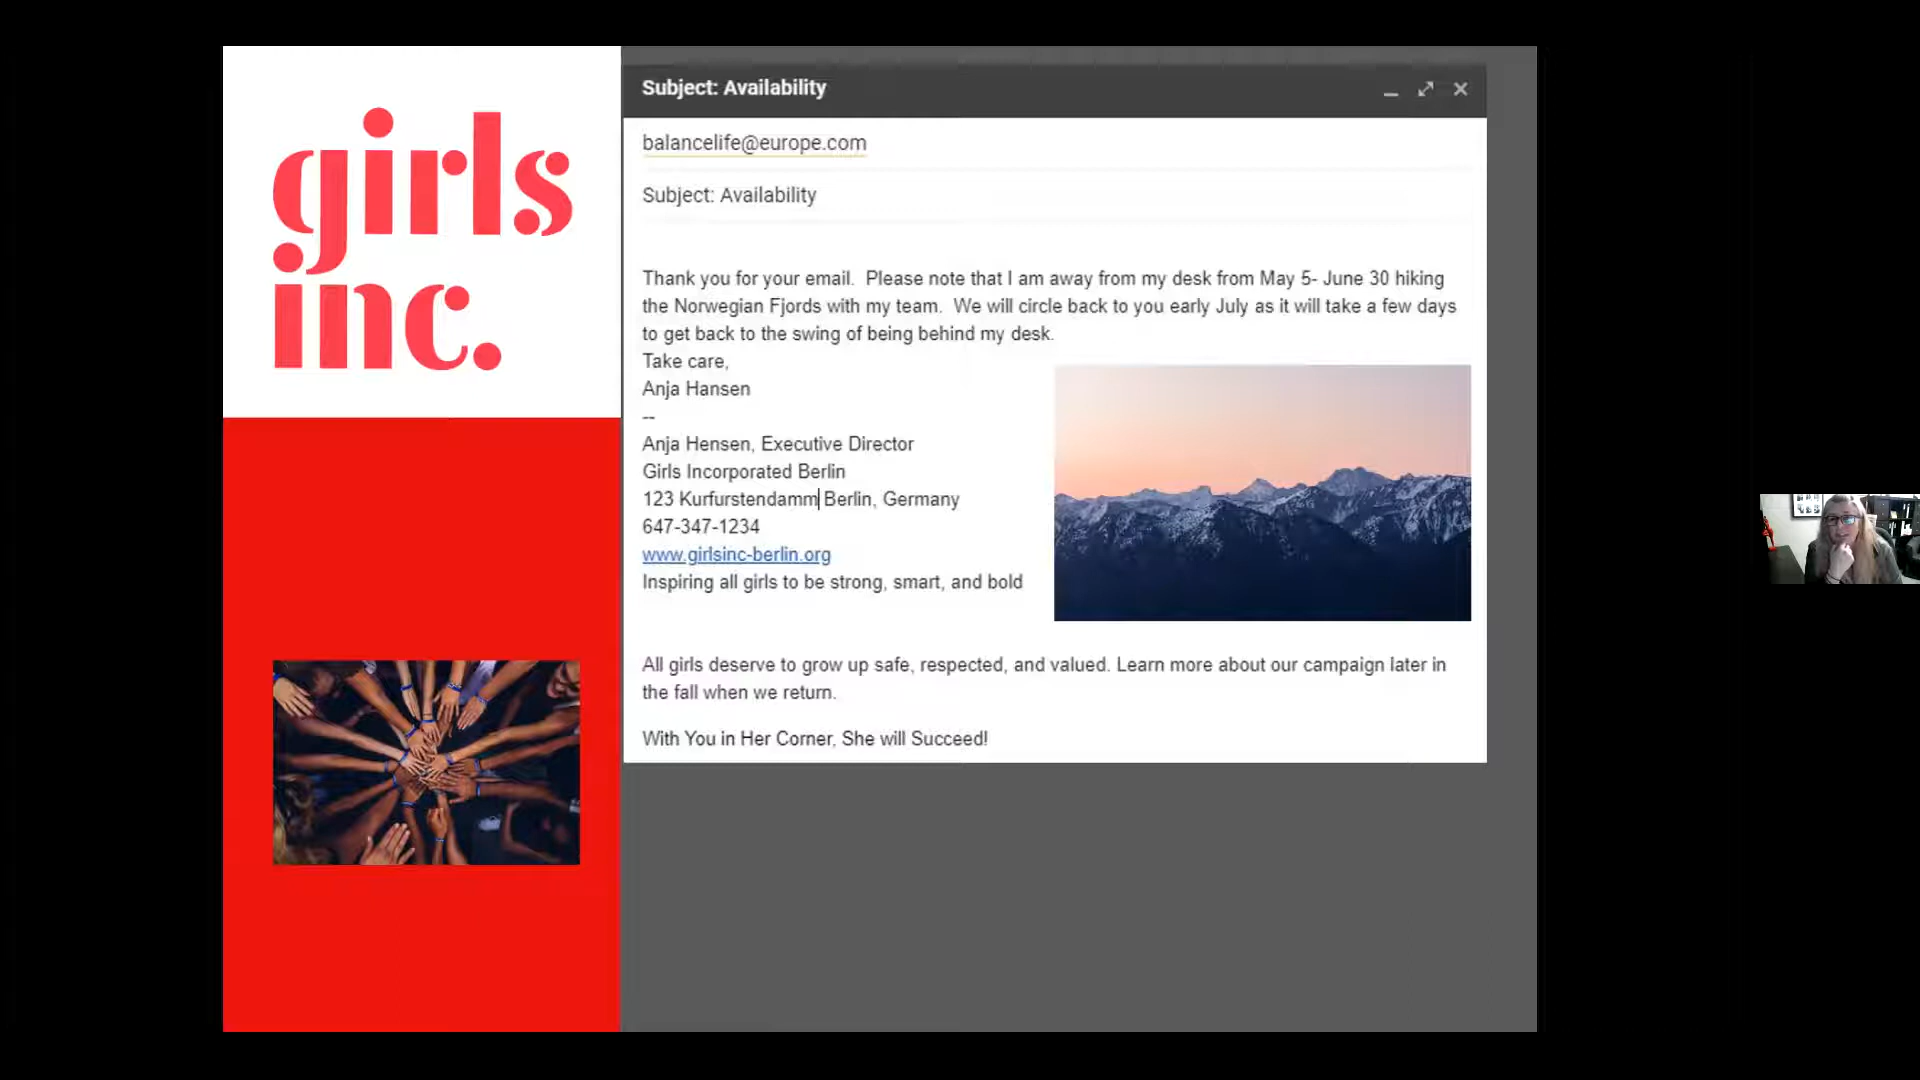 girls
inc.
Subject: Availability
balancelife@europe.com
Subject: Availability
Thank you for your email.  Please note that I am away from my desk from May 5- June 30 hiking
the Norwegian Fjords with my team.  We will circle back to you early July as it will take a few days
to get back to the swing of being behind my desk.
Take care,
Anja Hansen
--
Anja Hensen, Executive Director
Girls Incorporated Berlin
123 Kurfurstendamm Berlin, Germany
647-347-1234
www.girlsinc-berlin.org
Inspiring all girls to be strong, smart, and bold
All girls deserve to grow up safe, respected, and valued. Learn more about our campaign later in
the fall when we return.
With You in Her Corner, She will Succeed!